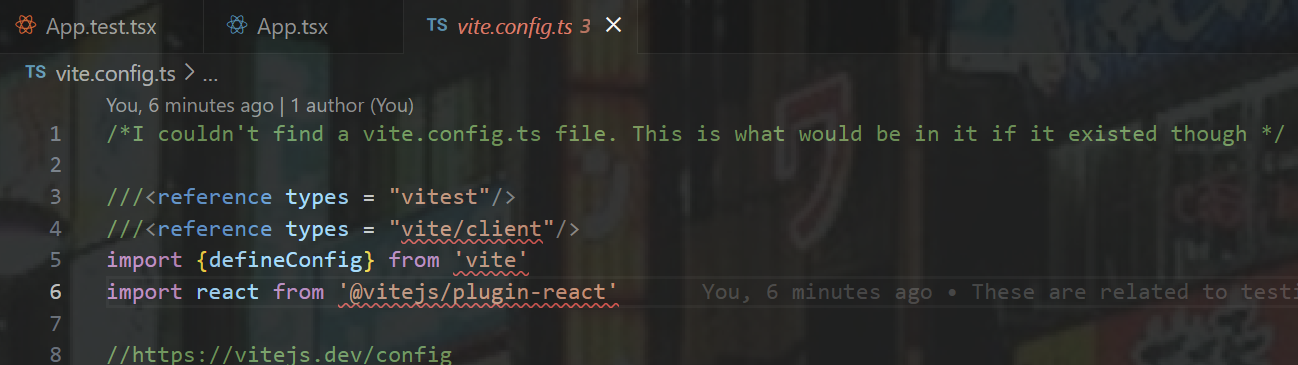 App.test.tsx App.tsx TS vite.config.ts 3
TS vite.config.ts > ...
You, 6 minutes ago | 1 author (You)
1 /*I couldn't find a vite.config.ts file. This is what would be in it if it existed though */
2
3 ///<reference types = "vitest"/>
4 ///<reference types = "vite/client"/>
5 import {defineConfig} from 'vite'
6 import react from '@vitejs/plugin-react' You, 6 minutes ago • These are related to testi
7
8 //https://vitejs.dev/config